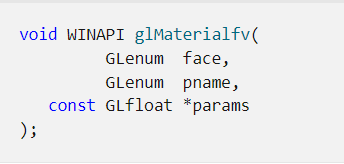 void WINAPI glMaterialfv(
GLenum face,
GLenum pname,
const GLfloat *params
);